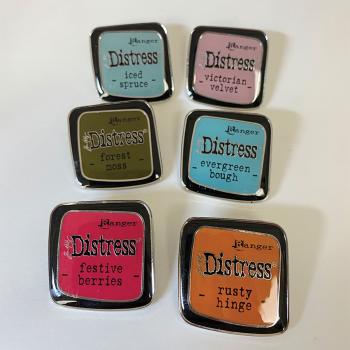 Ranger
Distress
- iced -
spruce
Ranger
Distress
- victorian -
velvet
Distress
- forest -
moss
Ranger
Distress
- evergreen -
bough
Ranger
Distress
- festive -
berries
Ranger
Distress
- rusty -
hinge